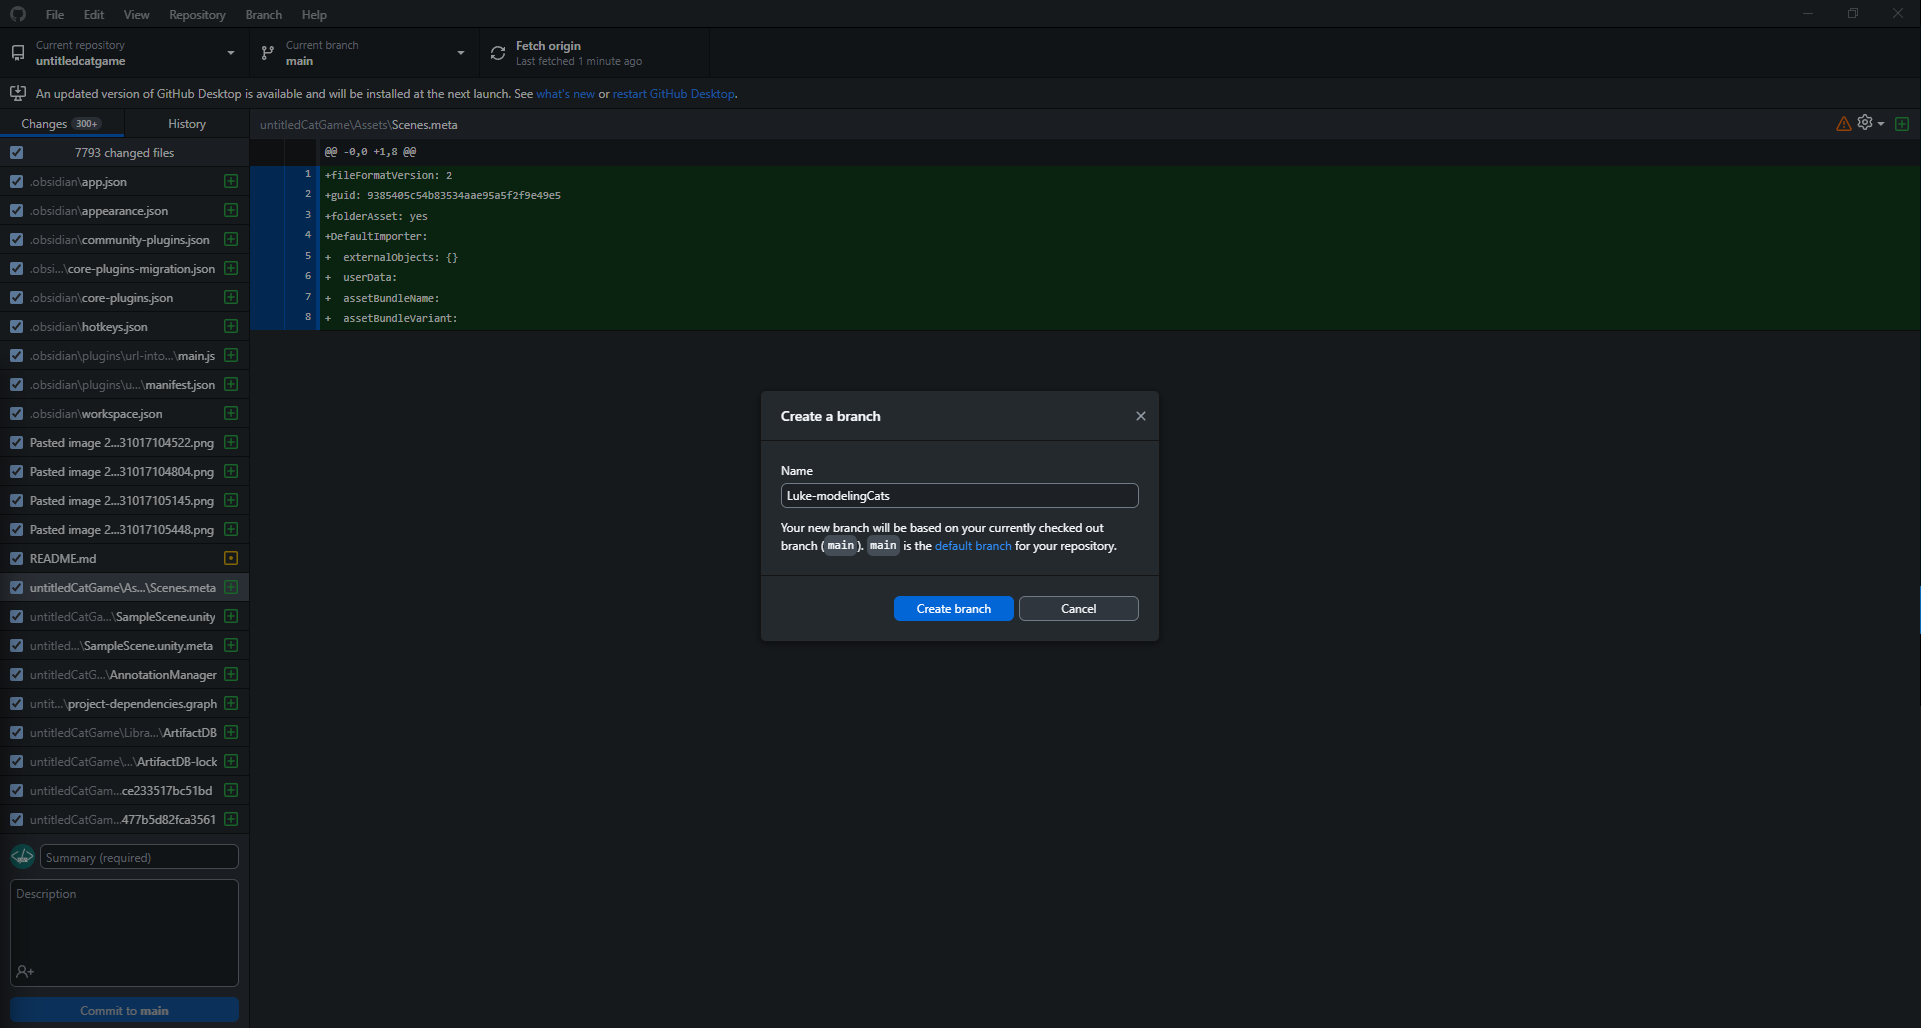 File Edit View Repository Branch Help
Current repository
untitledcatgame
Current branch
main
Fetch origin
Last fetched 1 minute ago
An updated version of GitHub Desktop is available and will be installed at the next launch. See what's new or restart GitHub Desktop.
Changes 300+ History
untitledCatGame\Assets\Scenes.meta
7793 changed files
.obsidian\app.json
.obsidian\appearance.json
.obsidian\community-plugins.json
.obsi...\core-plugins-migration.json
.obsidian\core-plugins.json
.obsidian\hotkeys.json
.obsidian\plugins\url-into...\main.js
.obsidian\plugins\u...\manifest.json
.obsidian\workspace.json
Pasted image 2...31017104522.png
Pasted image 2...31017104804.png
Pasted image 2...31017105145.png
Pasted image 2...31017105448.png
README.md
untitledCatGame\As...\Scenes.meta
untitledCatGa...\SampleScene.unity
untitled...\SampleScene.unity.meta
untitledCatG...\AnnotationManager
untit...\project-dependencies.graph
untitledCatGame\Libra...\ArtifactDB
untitledCatGame\...\ArtifactDB-lock
untitledCatGam...ce233517bc51bd
untitledCatGam...477b5d82fca3561
Summary (required)
Description
Commit to main
@@ -0,0 +1,8 @@
1 +fileFormatVersion: 2
2 +guid: 9385405c54b83534aae95a5f2f9e49e5
3 +folderAsset: yes
4 +DefaultImporter:
5 + externalObjects: {}
6 + userData:
7 + assetBundleName:
8 + assetBundleVariant:
Create a branch
Name
Luke-modelingCats
Your new branch will be based on your currently checked out
branch (main). main is the default branch for your repository.
Create branch Cancel